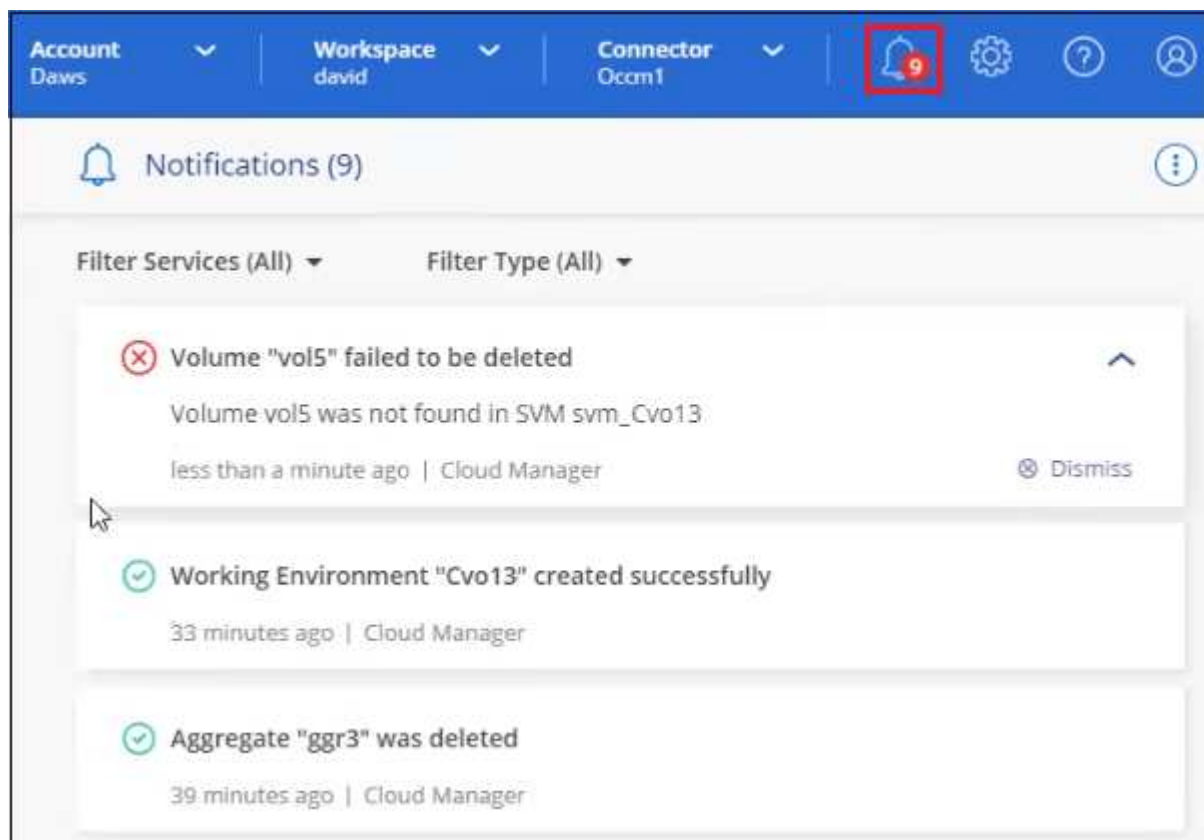 Account Workspace Connector
Daws david Occm1
9
?
Notifications (9)
Filter Services (All) Filter Type (All)
Volume "vol5" failed to be deleted
Volume vol5 was not found in SVM svm_Cvo13
less than a minute ago | Cloud Manager Dismiss
Working Environment "Cvo13" created successfully
33 minutes ago | Cloud Manager
Aggregate "ggr3" was deleted
39 minutes ago | Cloud Manager